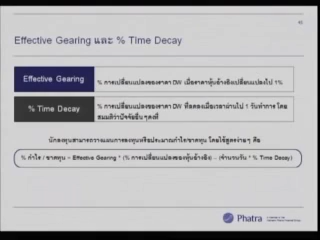 41
Effective Gearing และ % Time Decay
Effective Gearing
% การเปลี่ยนแปลงของราคา DW เมื่อราคาหุ้นอ้างอิงเปลี่ยนแปลงไป 1%
% Time Decay
% การเปลี่ยนแปลงของราคา DW ที่ลดลงเมื่อเวลาผ่านไป 1 วันทำการ โดย
สมมติว่าปัจจัยอื่นๆคงที่
นักลงทุนสามารถวางแผนการลงทุนหรือประมาณกำไรขาดทุน โดยใช้สูตรง่ายๆ คือ
% กำไร / ขาดทุน = Effective Gearing * (% การเปลี่ยนแปลงของหุ้นอ้างอิง) – (จำนวนวัน * % Time Decay)
Phatra